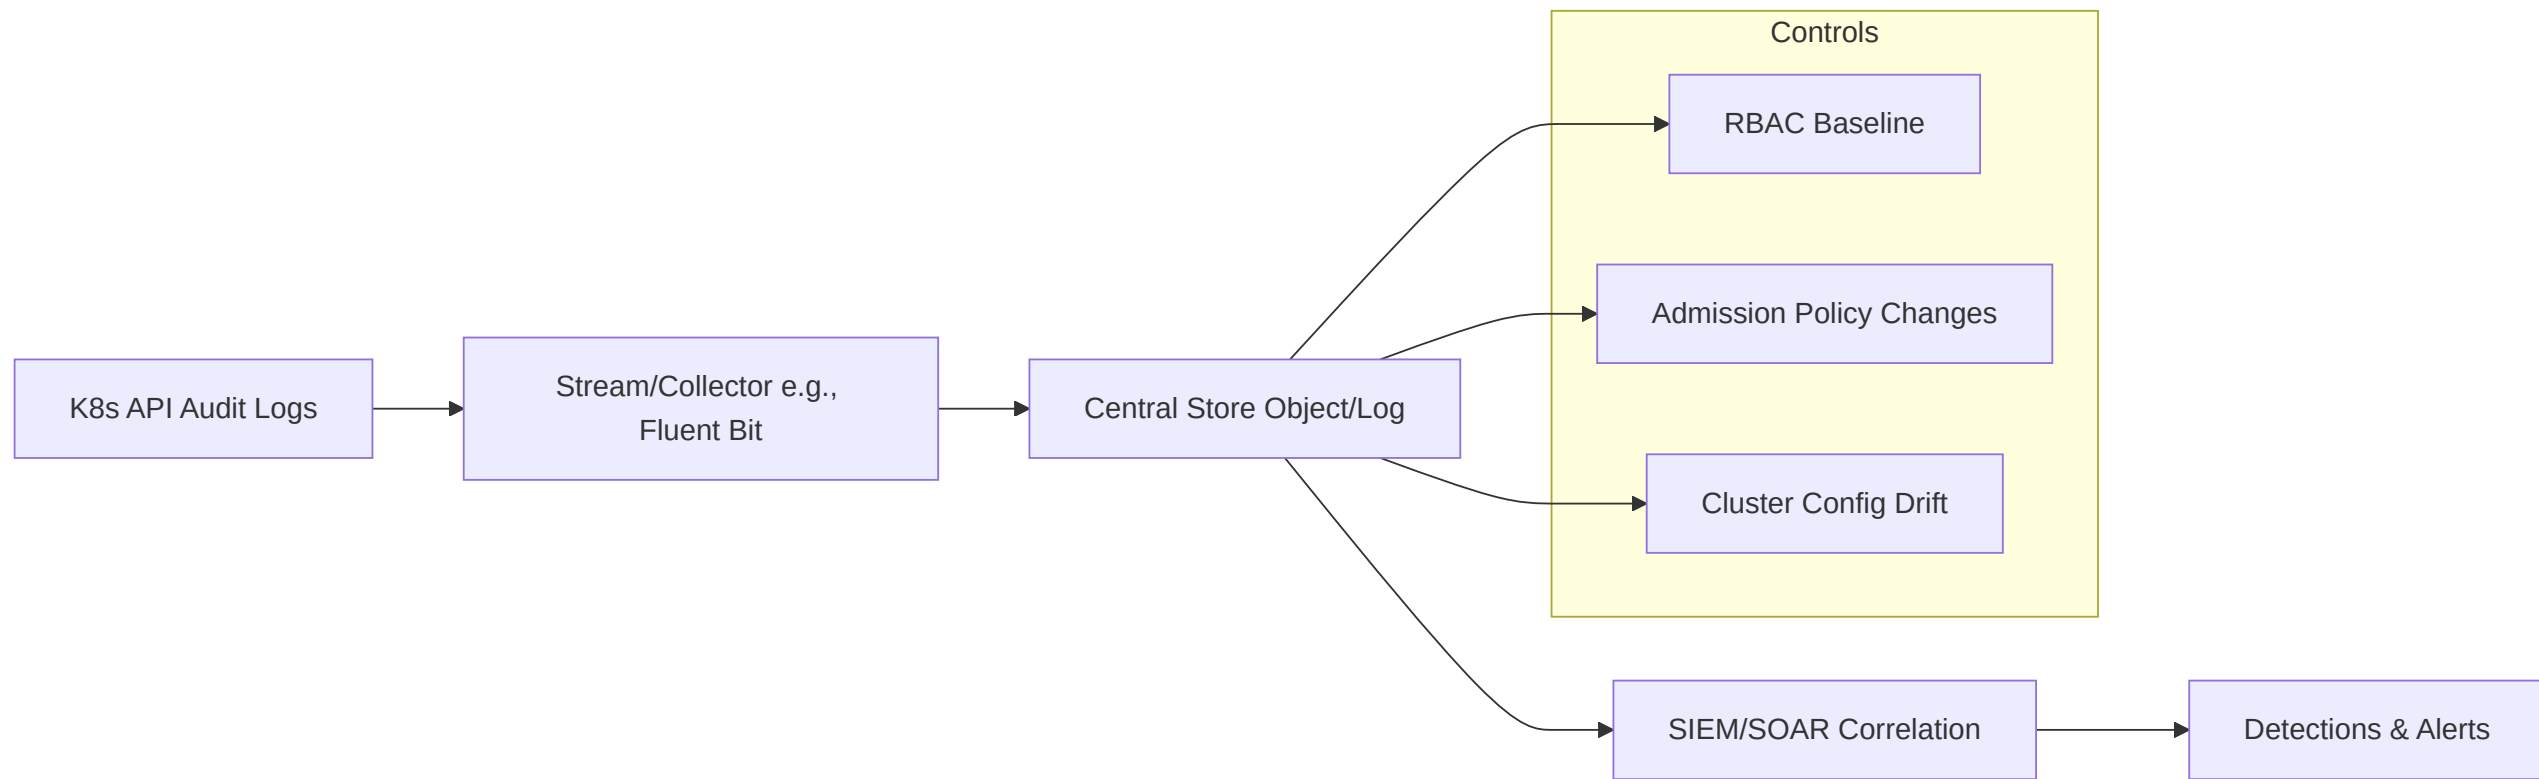 Controls
RBAC Baseline
Admission Policy Changes
K8s API Audit Logs
Stream/Collector e.g.,
Fluent Bit
Central Store Object/Log
Cluster Config Drift
SIEM/SOAR Correlation
Detections & Alerts